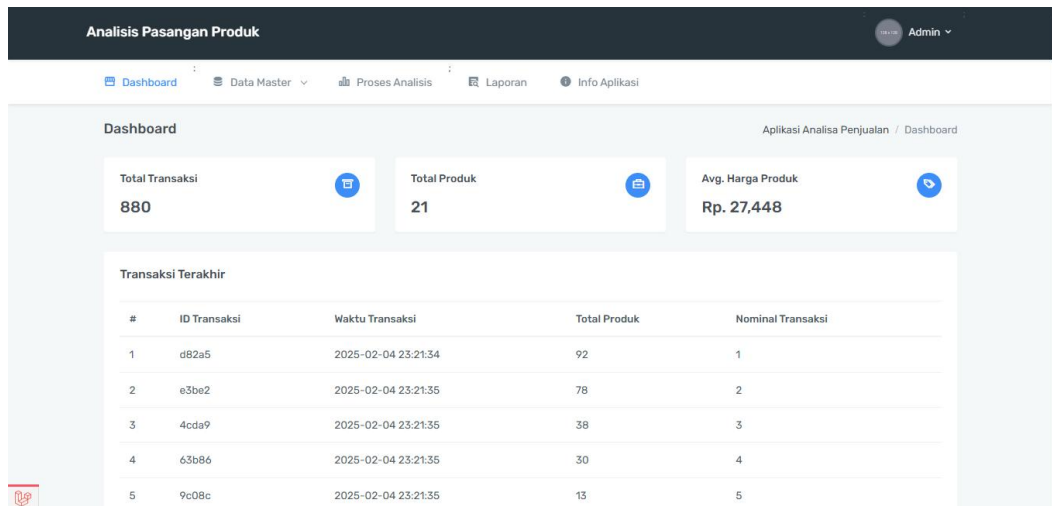 Analisis Pasangan Produk
Admin
Dashboard Data Master Proses Analisis Laporan Info Aplikasi
Dashboard
Aplikasi Analisa Penjualan / Dashboard
Total Transaksi
880
Total Produk
21
Avg. Harga Produk
Rp. 27,448
Transaksi Terakhir
# ID Transaksi Waktu Transaksi Total Produk Nominal Transaksi
1 d82a5 2025-02-04 23:21:34 92 1
2 e3be2 2025-02-04 23:21:35 78 2
3 4cda9 2025-02-04 23:21:35 38 3
4 63b86 2025-02-04 23:21:35 30 4
5 9c08c 2025-02-04 23:21:35 13 5